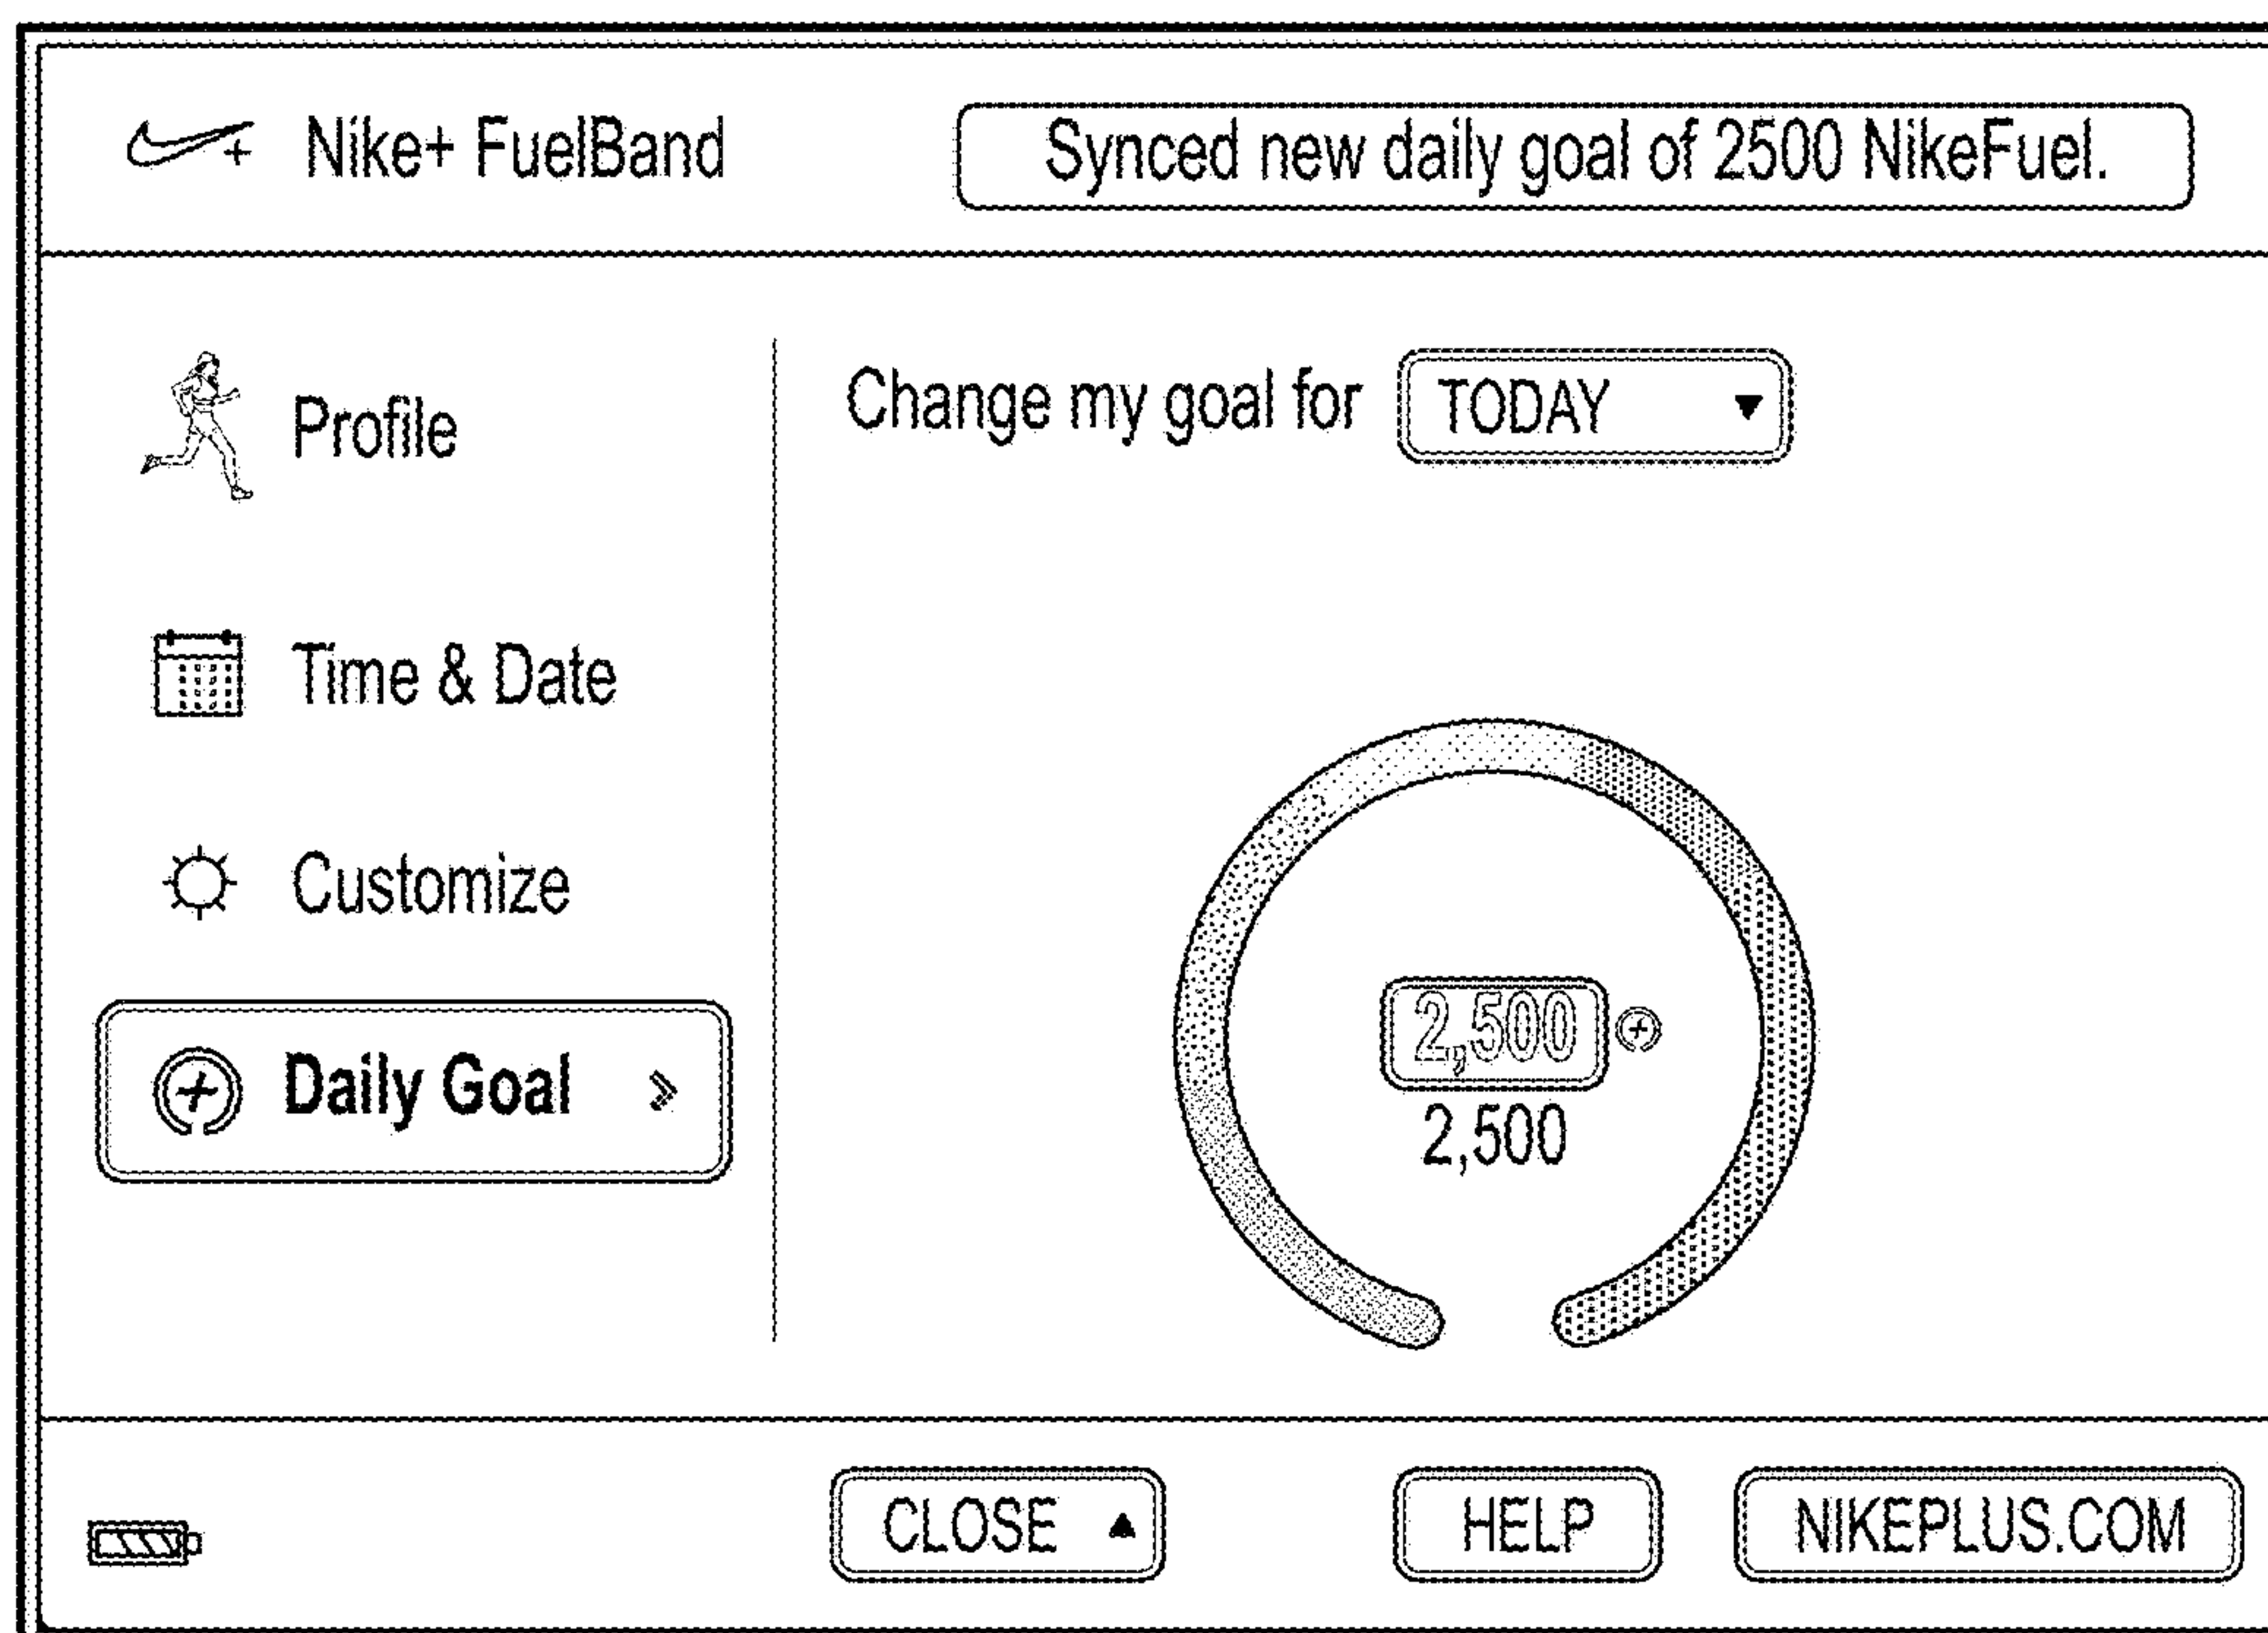 Nike+ FuelBand
Synced new daily goal of 2500 NikeFuel.
Profile
Time & Date
Customize
Daily Goal
Change my goal for TODAY
2,500
2,500
CLOSE
HELP
NIKEPLUS.COM